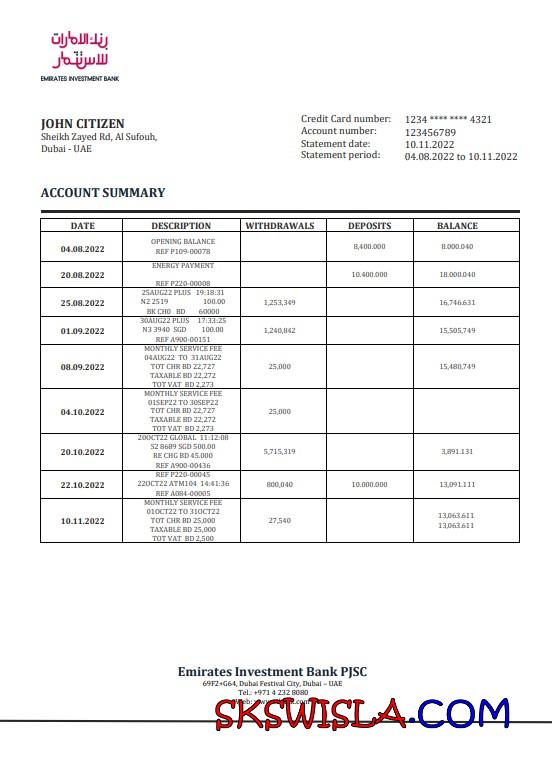 بنك الإمارات
للاستثمار
EMIRATES INVESTMENT BANK
JOHN CITIZEN
Sheikh Zayed Rd, Al Sufouh,
Dubai - UAE
Credit Card number: 1234 **** **** 4321
Account number: 123456789
Statement date: 10.11.2022
Statement period: 04.08.2022 to 10.11.2022
ACCOUNT SUMMARY
DATE DESCRIPTION WITHDRAWALS DEPOSITS BALANCE
04.08.2022 OPENING BALANCE 8,400.000 8.000.040
REF P109-00078
20.08.2022 ENERGY PAYMENT 10.400.000 18.000.040
REF P220-00008
25.08.2022 25AUG22 PLUS 19:18:31 1,253,349 16,746.631
N2 2519 100.00
BK CH0 BD 60000
01.09.2022 30AUG22 PLUS 17:33:25 1,240,842 15,505,749
N3 3940 SGD 100.00
REF A900-00151
08.09.2022 MONTHLY SERVICE FEE 25,000 15,480,749
04AUG22 TO 31AUG22
TOT CHR BD 22,727
TAXABLE BD 22,272
TOT VAT BD 2,273
04.10.2022 MONTHLY SERVICE FEE 25,000
01SEP22 TO 30SEP22
TOT CHR BD 22,727
TAXABLE BD 22,272
TOT VAT BD 2,273
20.10.2022 20OCT22 GLOBAL 11:12:08 5,715,319 3,891.131
S2 8689 SGD 500.00
RE CHG BD 45.000
REF A900-00436
22.10.2022 REF P220-00045 800,040 10.000.000 13,091.111
22OCT22 ATM104 14:41:36
REF A084-00005
10.11.2022 MONTHLY SERVICE FEE 27,540 13,063.611
01OCT22 TO 31OCT22 13,063.611
TOT CHR BD 25,000
TAXABLE BD 25,000
TOT VAT BD 2,500
Emirates Investment Bank PJSC
69F2+G64, Dubai Festival City, Dubai – UAE
Tel.: +971 4 232 8080
SKSWISLA.COM